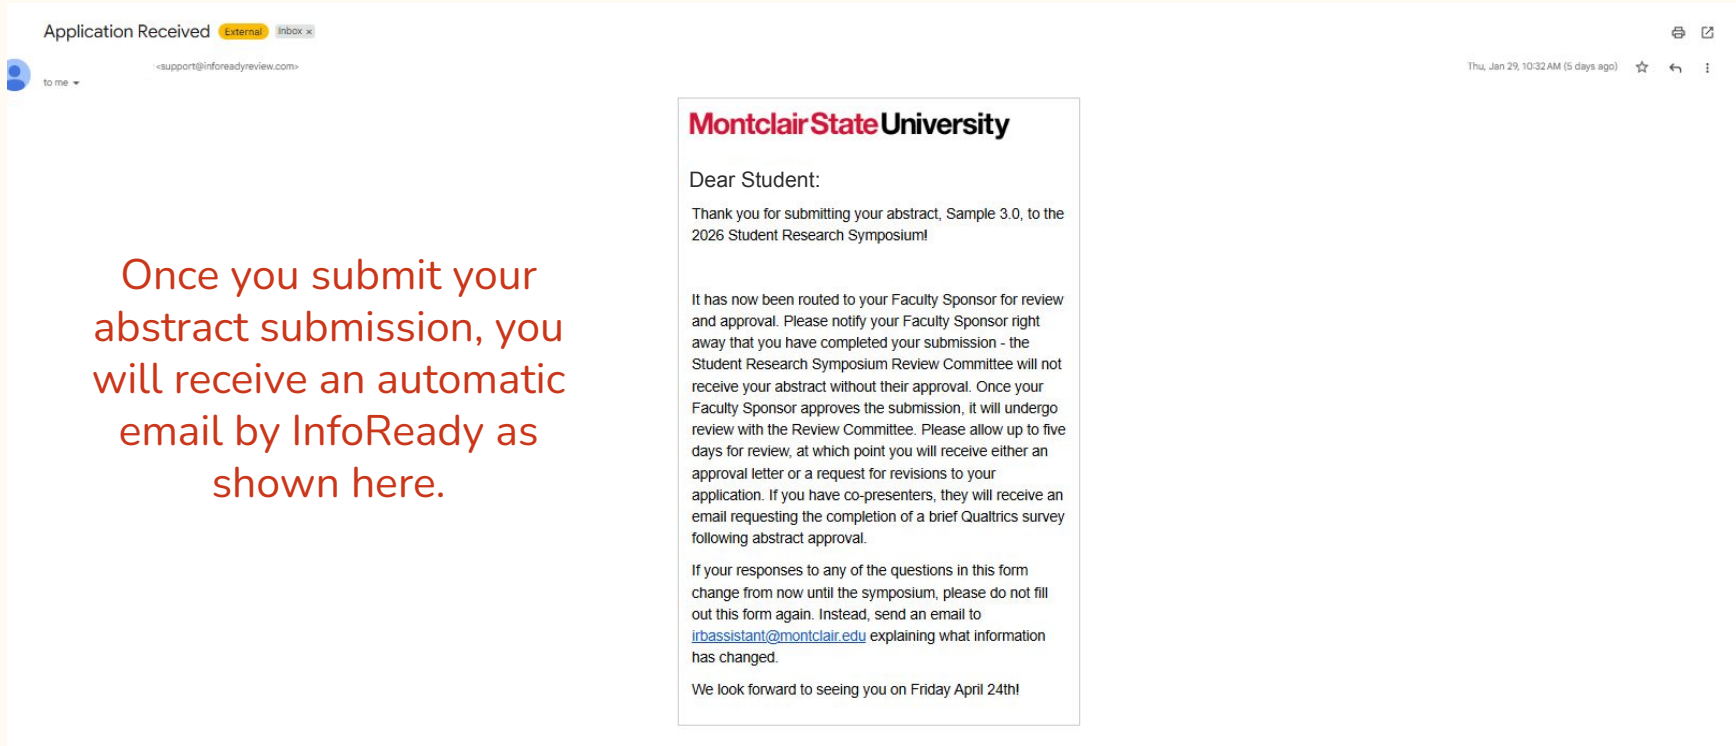 Application Received External Inbox ×
<support@inforeadyreview.com>
to me
Thu, Jan 29, 10:32 AM (5 days ago)
Once you submit your
abstract submission, you
will receive an automatic
email by InfoReady as
shown here.
Montclair State University
Dear Student:
Thank you for submitting your abstract, Sample 3.0, to the
2026 Student Research Symposium!
It has now been routed to your Faculty Sponsor for review
and approval. Please notify your Faculty Sponsor right
away that you have completed your submission - the
Student Research Symposium Review Committee will not
receive your abstract without their approval. Once your
Faculty Sponsor approves the submission, it will undergo
review with the Review Committee. Please allow up to five
days for review, at which point you will receive either an
approval letter or a request for revisions to your
application. If you have co-presenters, they will receive an
email requesting the completion of a brief Qualtrics survey
following abstract approval.
If your responses to any of the questions in this form
change from now until the symposium, please do not fill
out this form again. Instead, send an email to
irbassistant@montclair.edu explaining what information
has changed.
We look forward to seeing you on Friday April 24th!